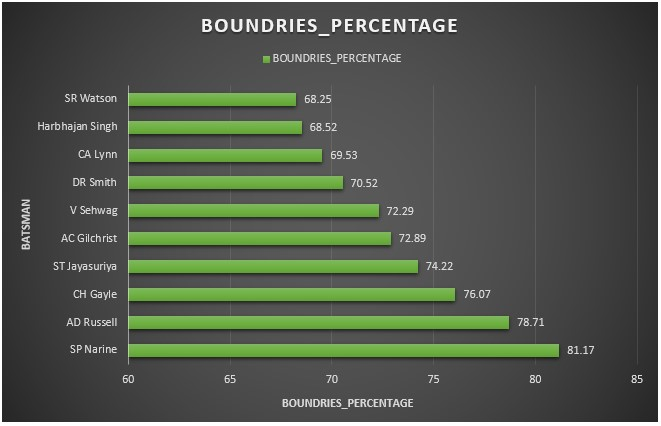 BOUNDRIES_PERCENTAGE
BOUNDRIES_PERCENTAGE
BATSMAN
SR Watson 68.25
Harbhajan Singh 68.52
CA Lynn 69.53
DR Smith 70.52
V Sehwag 72.29
AC Gilchrist 72.89
ST Jayasuriya 74.22
CH Gayle 76.07
AD Russell 78.71
SP Narine 81.17
60 65 70 75 80 85
BOUNDRIES_PERCENTAGE